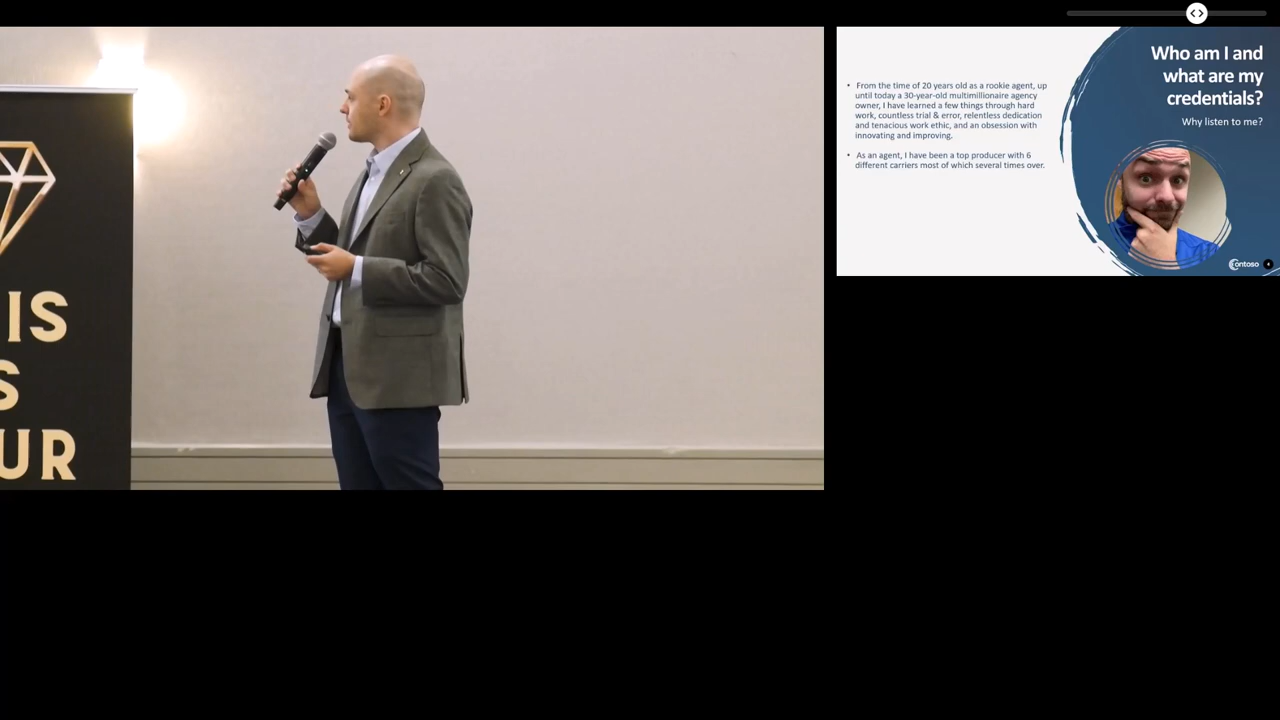 IS
S
UR
Who am I and
what are my
credentials?
Why listen to me?
• From the time of 20 years old as a rookie agent, up
until today a 30-year-old multimillionaire agency
owner, I have learned a few things through hard
work, countless trial & error, relentless dedication
and tenacious work ethic, and an obsession with
innovating and improving.
• As an agent, I have been a top producer with 6
different carriers most of which several times over.
Contoso